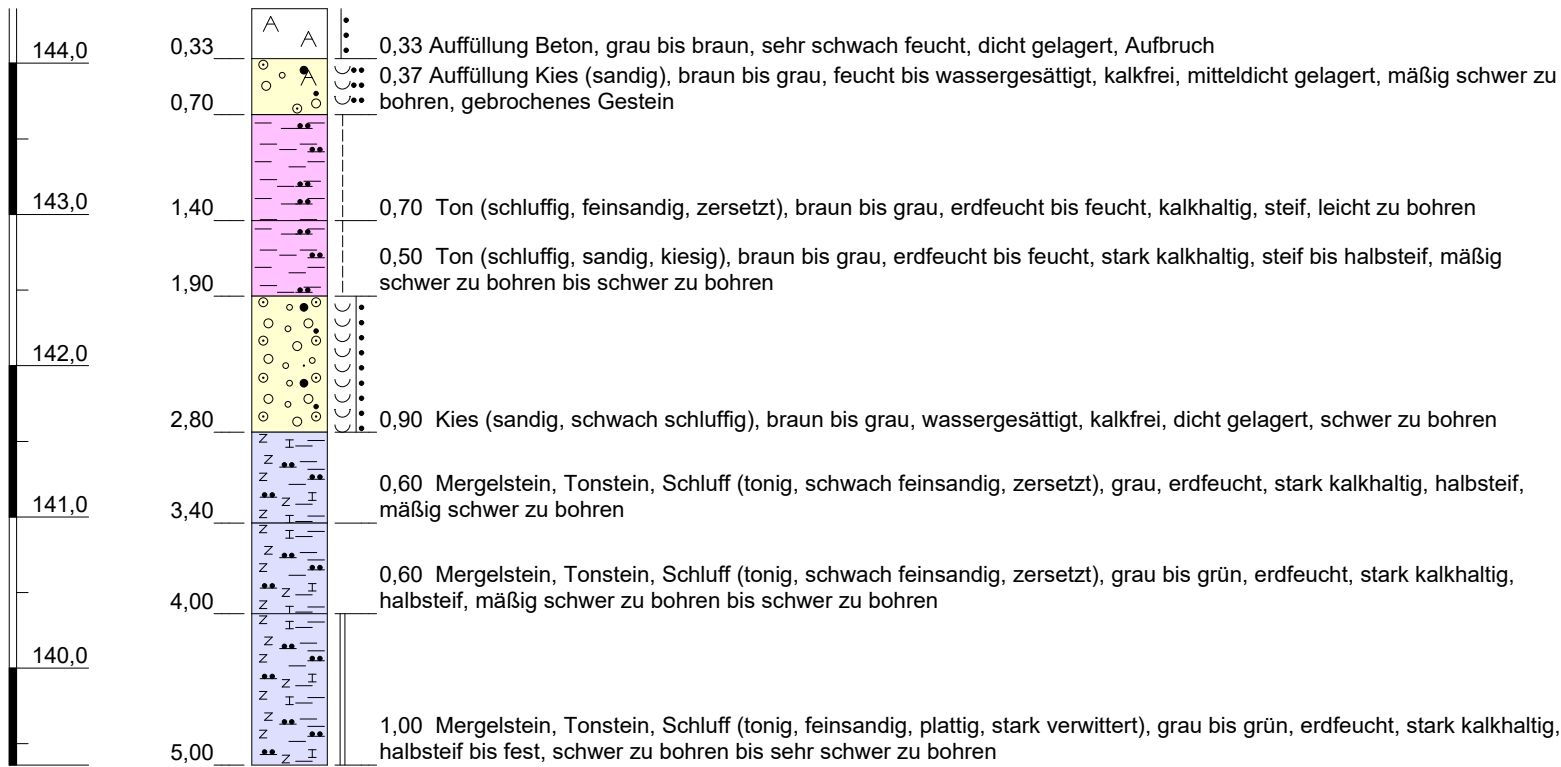 144,0
0,33
0,33 Auffüllung Beton, grau bis braun, sehr schwach feucht, dicht gelagert, Aufbruch
0,37 Auffüllung Kies (sandig), braun bis grau, feucht bis wassergesättigt, kalkfrei, mitteldicht gelagert, mäßig schwer zu
0,70
bohren, gebrochenes Gestein
143,0
1,40
0,70 Ton (schluffig, feinsandig, zersetzt), braun bis grau, erdfeucht bis feucht, kalkhaltig, steif, leicht zu bohren
0,50 Ton (schluffig, sandig, kiesig), braun bis grau, erdfeucht bis feucht, stark kalkhaltig, steif bis halbsteif, mäßig
1,90
schwer zu bohren bis schwer zu bohren
142,0
2,80
0,90 Kies (sandig, schwach schluffig), braun bis grau, wassergesättigt, kalkfrei, dicht gelagert, schwer zu bohren
0,60 Mergelstein, Tonstein, Schluff (tonig, schwach feinsandig, zersetzt), grau, erdfeucht, stark kalkhaltig, halbsteif,
141,0
3,40
mäßig schwer zu bohren
0,60 Mergelstein, Tonstein, Schluff (tonig, schwach feinsandig, zersetzt), grau bis grün, erdfeucht, stark kalkhaltig,
4,00
halbsteif, mäßig schwer zu bohren bis schwer zu bohren
140,0
1,00 Mergelstein, Tonstein, Schluff (tonig, feinsandig, plattig, stark verwittert), grau bis grün, erdfeucht, stark kalkhaltig,
5,00
halbsteif bis fest, schwer zu bohren bis sehr schwer zu bohren